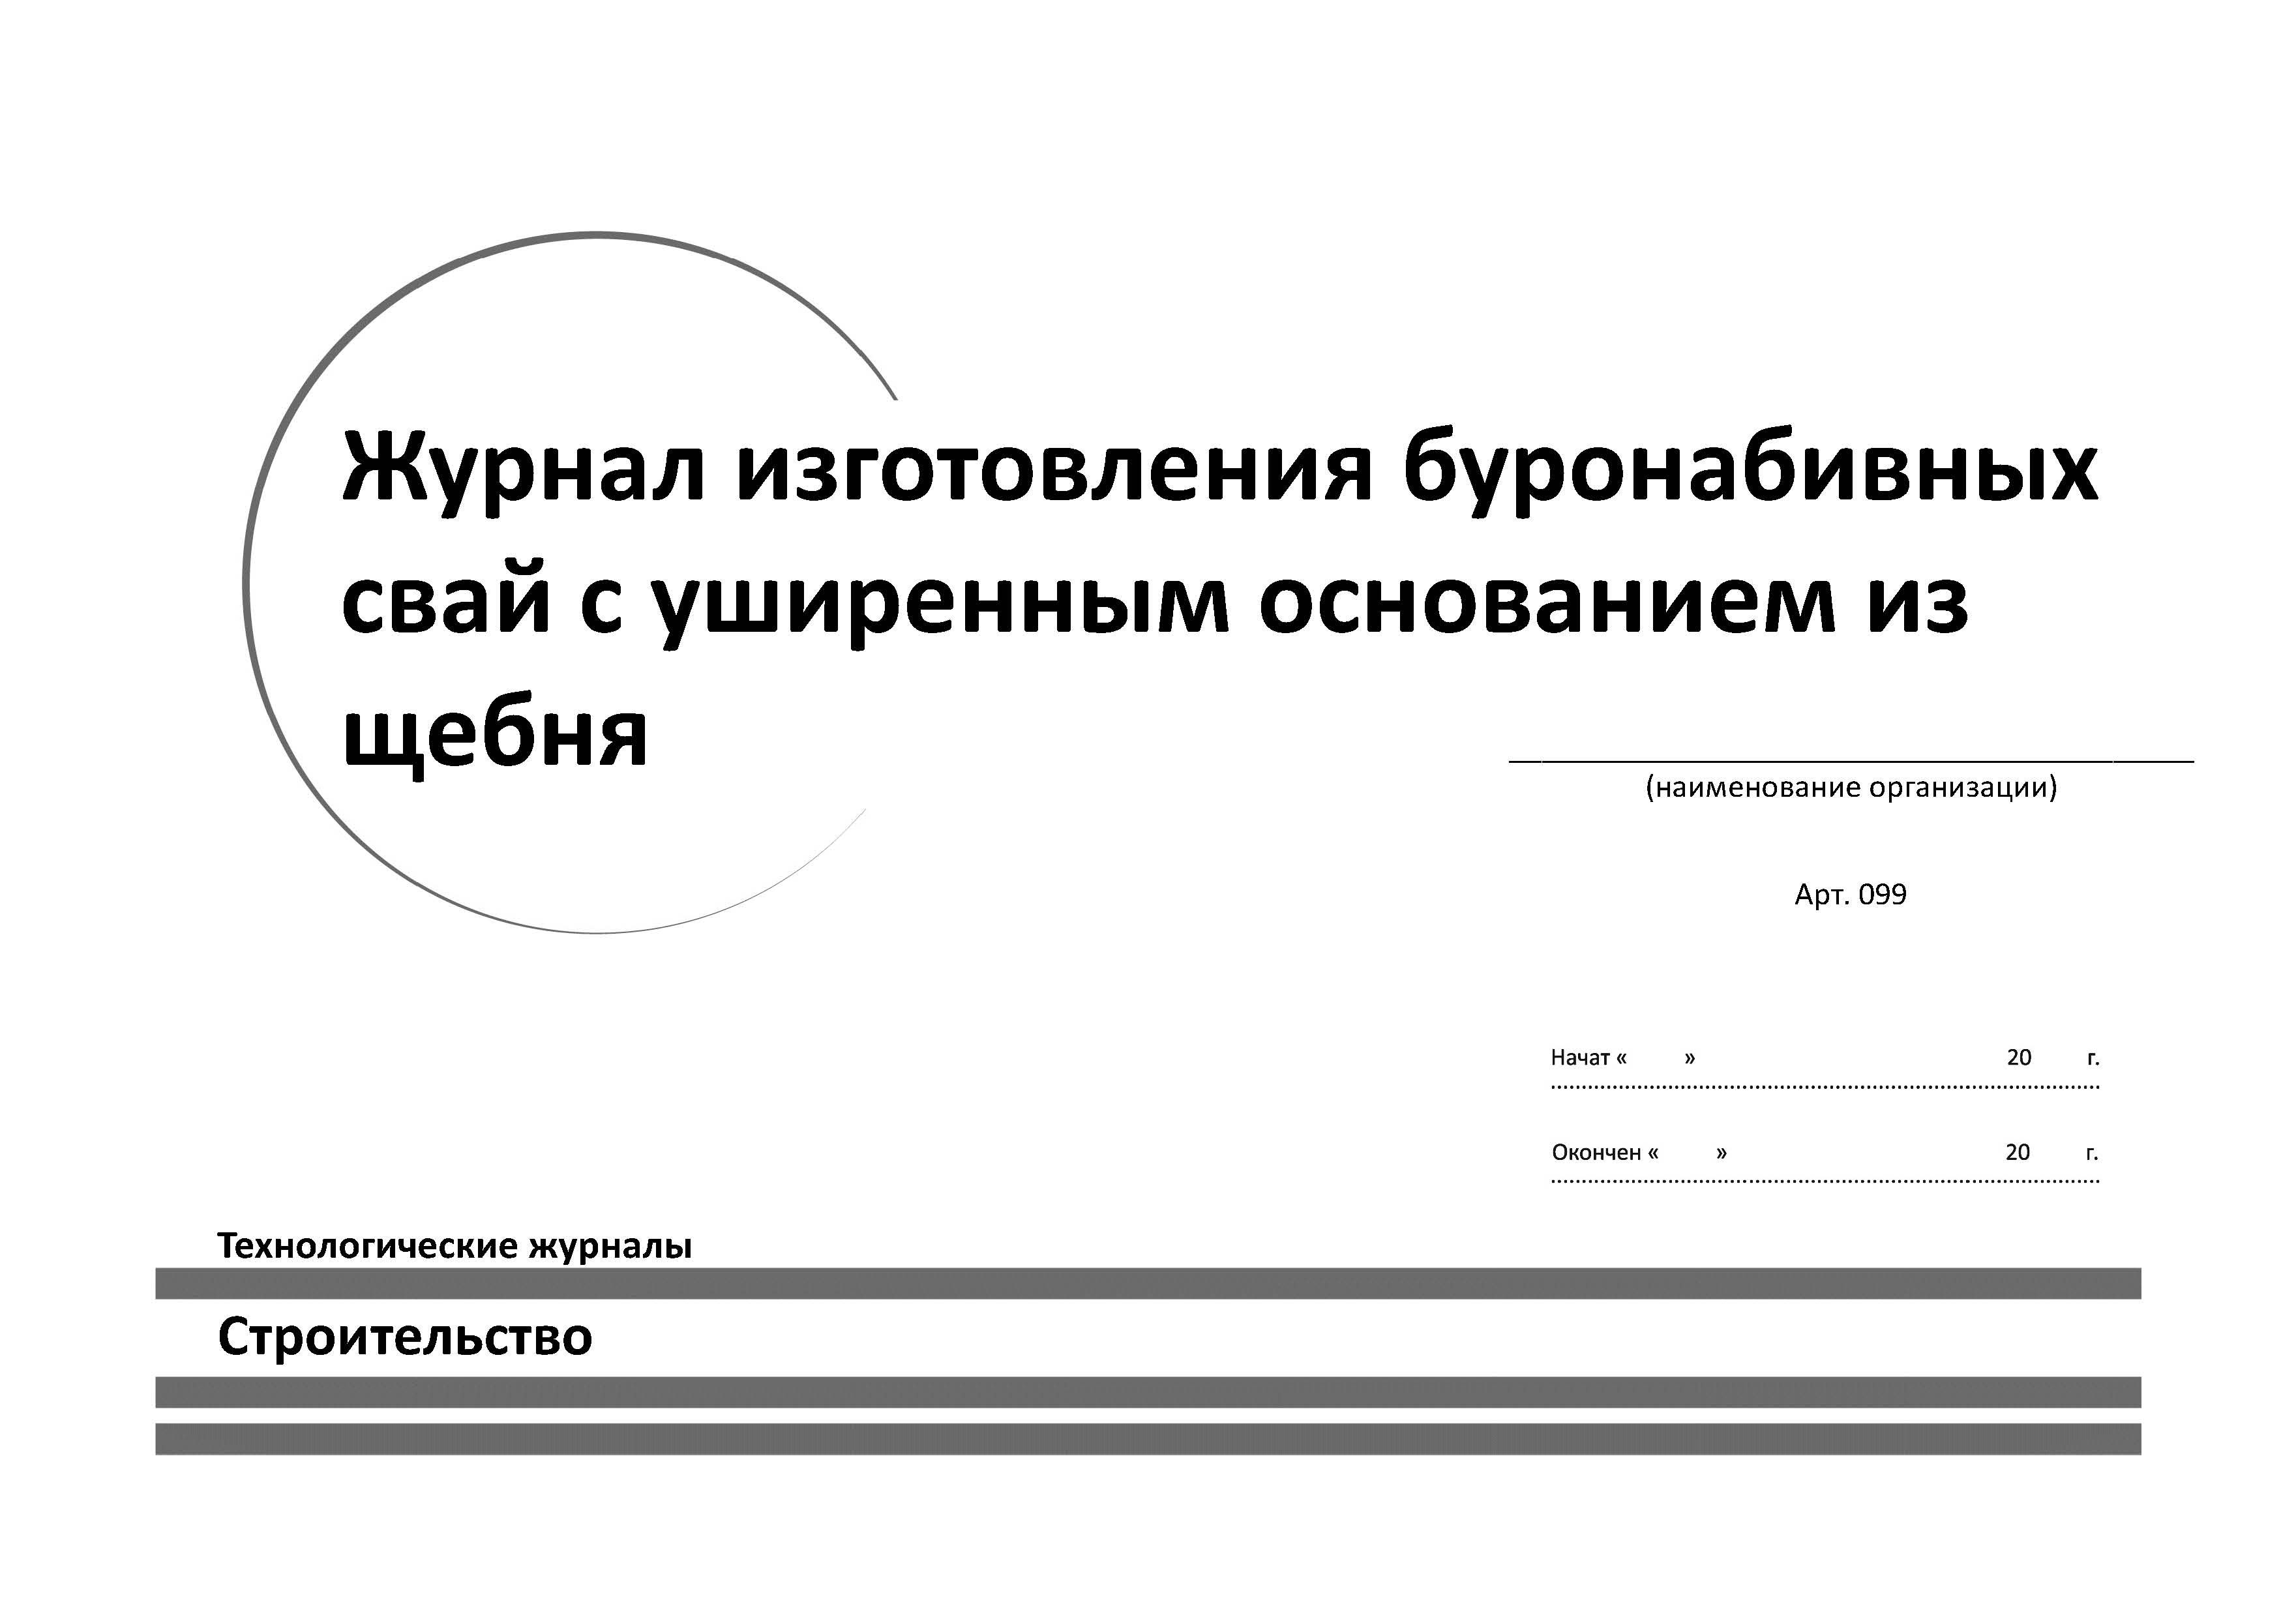 Журнал изготовления буронабивных
свай с уширенным основанием из
щебня
(наименование организации)
Арт. 099
Начат « » 20 г.
Окончен « » 20 г.
Технологические журналы
Строительство